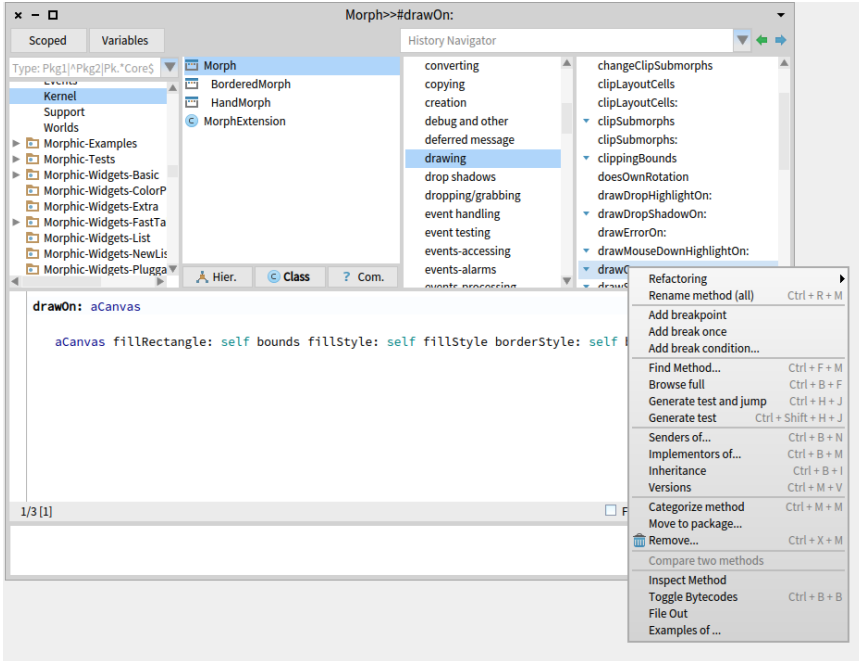 Morph>>#drawOn:
Scoped
Variables
History Navigator
Type: Pkg1|^Pkg2|Pk.*Core$
Events
Kernel
Support
Worlds
Morphic-Examples
Morphic-Tests
Morphic-Widgets-Basic
Morphic-Widgets-ColorP
Morphic-Widgets-Extra
Morphic-Widgets-FastTa
Morphic-Widgets-List
Morphic-Widgets-NewLis
Morphic-Widgets-Plugga
Morph
BorderedMorph
HandMorph
MorphExtension
Hier.
Class
? Com.
converting
copying
creation
debug and other
deferred message
drawing
drop shadows
dropping/grabbing
event handling
event testing
events-accessing
events-alarms
events-processing
changeClipSubmorphs
clipLayoutCells
clipLayoutCells:
clipSubmorphs
clipSubmorphs:
clippingBounds
doesOwnRotation
drawDropHighlightOn:
drawDropShadowOn:
drawErrorOn:
drawMouseDownHighlightOn:
drawO
drawS
drawOn: aCanvas
aCanvas fillRectangle: self bounds fillStyle: self fillStyle borderStyle: self b
1/3 [1]
F
Refactoring
Rename method (all) Ctrl + R + M
Add breakpoint
Add break once
Add break condition...
Find Method... Ctrl + F + M
Browse full Ctrl + B + F
Generate test and jump Ctrl + H + J
Generate test Ctrl + Shift + H + J
Senders of... Ctrl + B + N
Implementors of... Ctrl + B + M
Inheritance Ctrl + B + I
Versions Ctrl + M + V
Categorize method Ctrl + M + M
Move to package...
Remove... Ctrl + X + M
Compare two methods
Inspect Method
Toggle Bytecodes Ctrl + B + B
File Out
Examples of ...